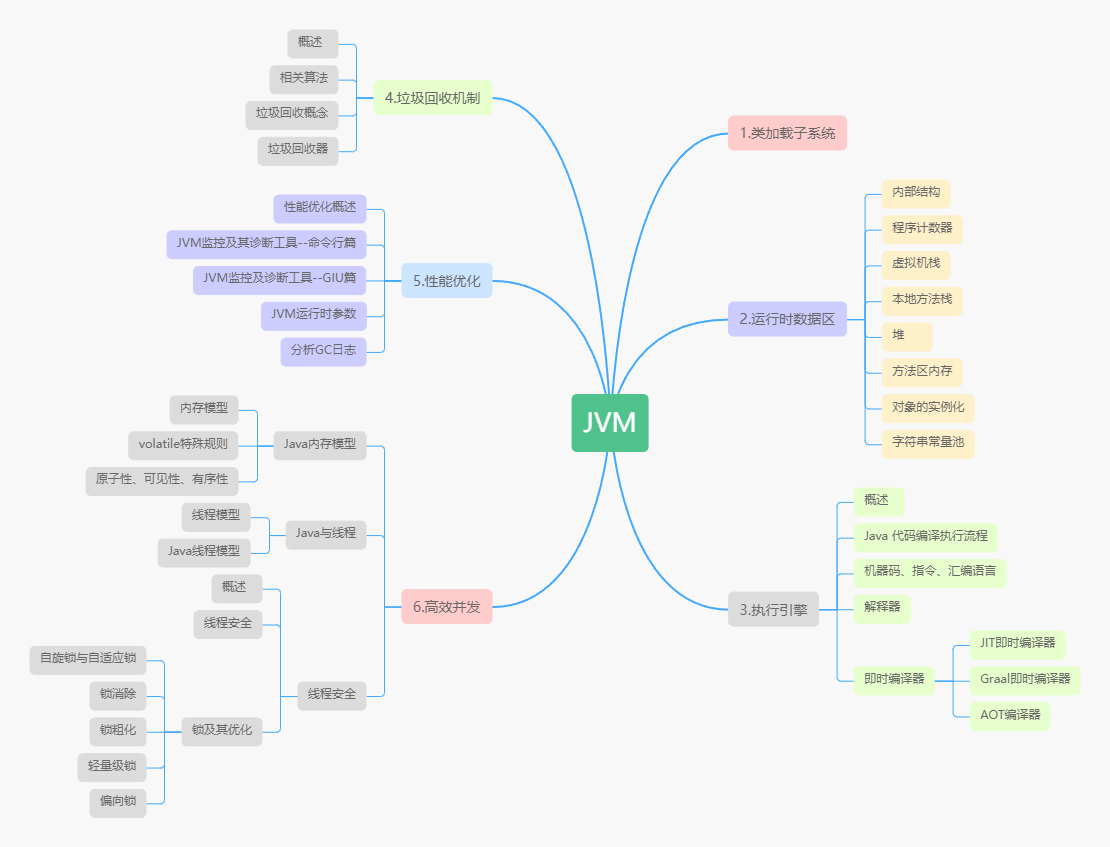 JVM
1.类加载子系统
2.运行时数据区
内部结构
程序计数器
虚拟机栈
本地方法栈
堆
方法区内存
对象的实例化
字符串常量池
3.执行引擎
概述
Java 代码编译执行流程
机器码、指令、汇编语言
解释器
即时编译器
JIT即时编译器
Graal即时编译器
AOT编译器
4.垃圾回收机制
概述
相关算法
垃圾回收概念
垃圾回收器
5.性能优化
性能优化概述
JVM监控及其诊断工具--命令行篇
JVM监控及诊断工具--GIU篇
JVM运行时参数
分析GC日志
6.高效并发
Java内存模型
内存模型
volatile特殊规则
原子性、可见性、有序性
Java与线程
线程模型
Java线程模型
线程安全
概述
线程安全
锁及其优化
自旋锁与自适应锁
锁消除
锁粗化
轻量级锁
偏向锁